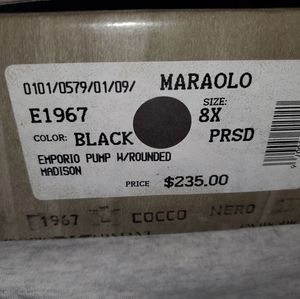 0101/0579/01/09/ MARAOLO
E1967 SIZE: 8X
COLOR: BLACK PRSD
EMPORIO PUMP W/ROUNDED
MADISON
PRICE $235.00
1967 COCCO NERO